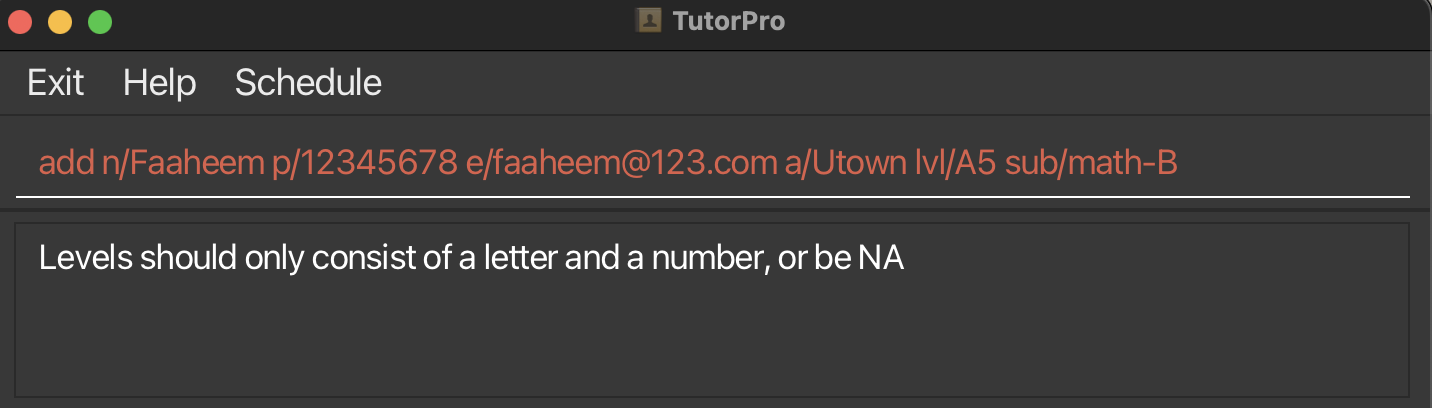 TutorPro
Exit Help Schedule
add n/Faaheem p/12345678 e/faaheem@123.com a/Utown lvl/A5 sub/math-B
Levels should only consist of a letter and a number, or be NA